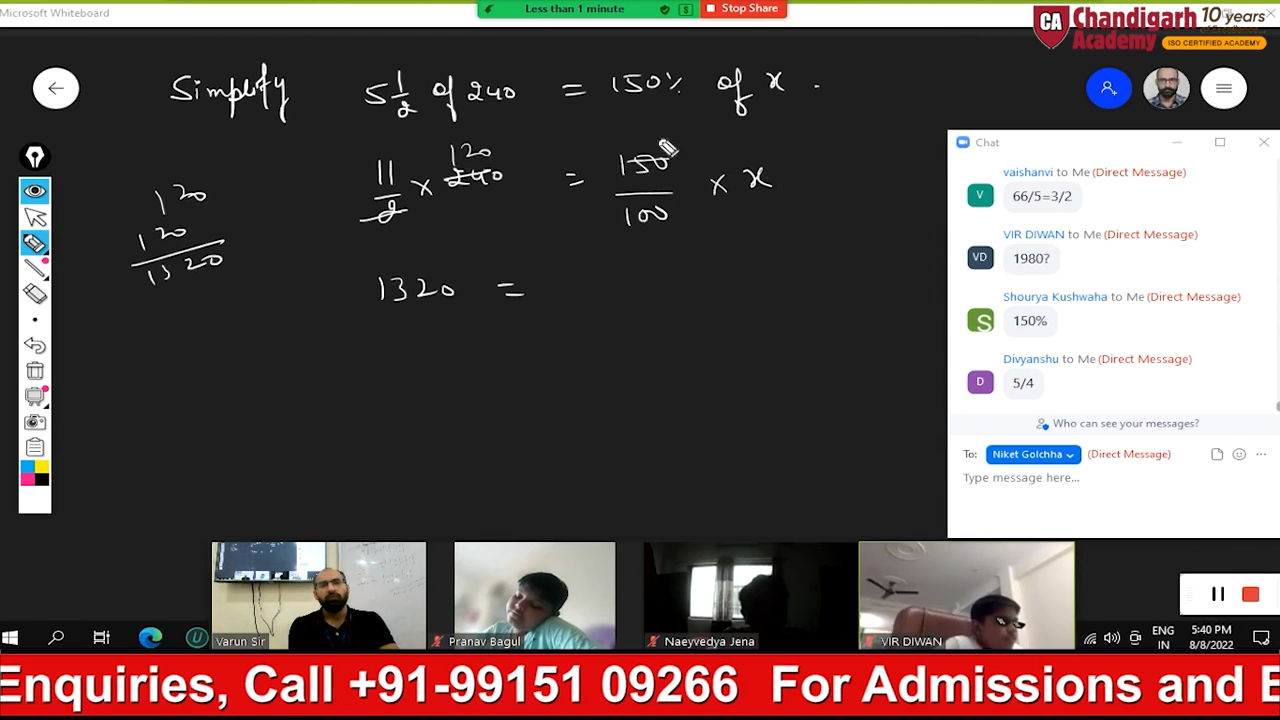 Microsoft Whiteboard
Less than 1 minute
Stop Share
CA Chandigarh Academy
10 years
of Excellence
ISO CERTIFIED ACADEMY
Simplify 5 1/2 of 240 = 150% of x .
120
11/2 × 240 = 150/100 × x
120
120
1320
1320 =
Chat
vaishanvi to Me (Direct Message)
V
66/5=3/2
VIR DIWAN to Me (Direct Message)
VD
1980?
Shourya Kushwaha to Me (Direct Message)
S
150%
Divyanshu to Me (Direct Message)
D
5/4
Who can see your messages?
To: Niket Golchha (Direct Message)
Type message here...
Varun Sir
Pranav Bagul
Naeyvedya Jena
VIR DIWAN
ENG
IN
5:40 PM
8/8/2022
Enquiries, Call +91-99151 09266 For Admissions and E